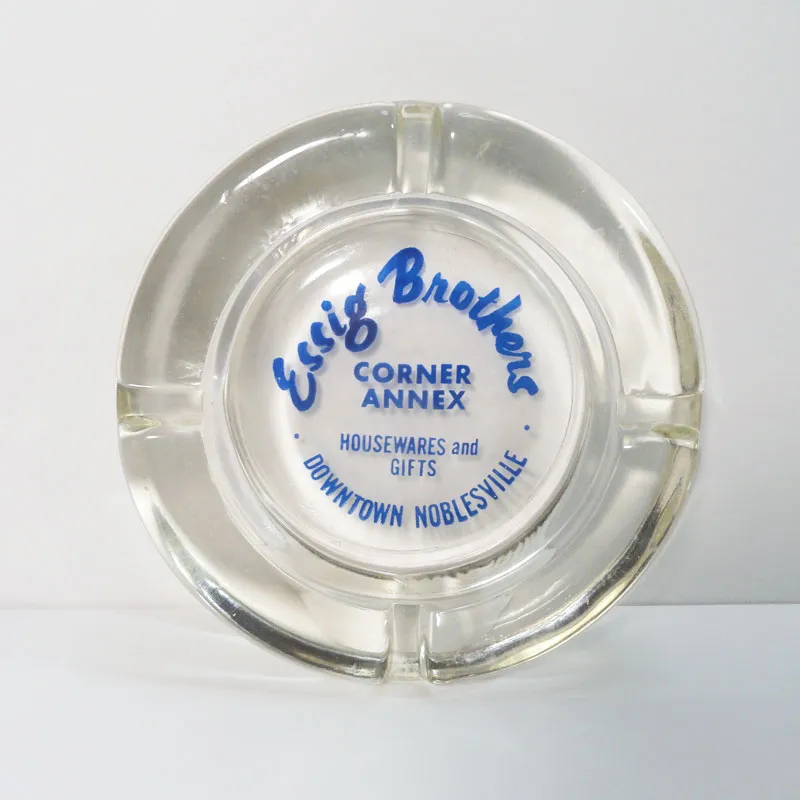 Essig Brothers
CORNER
ANNEX
HOUSEWARES and
GIFTS
• DOWNTOWN NOBLESVILLE •